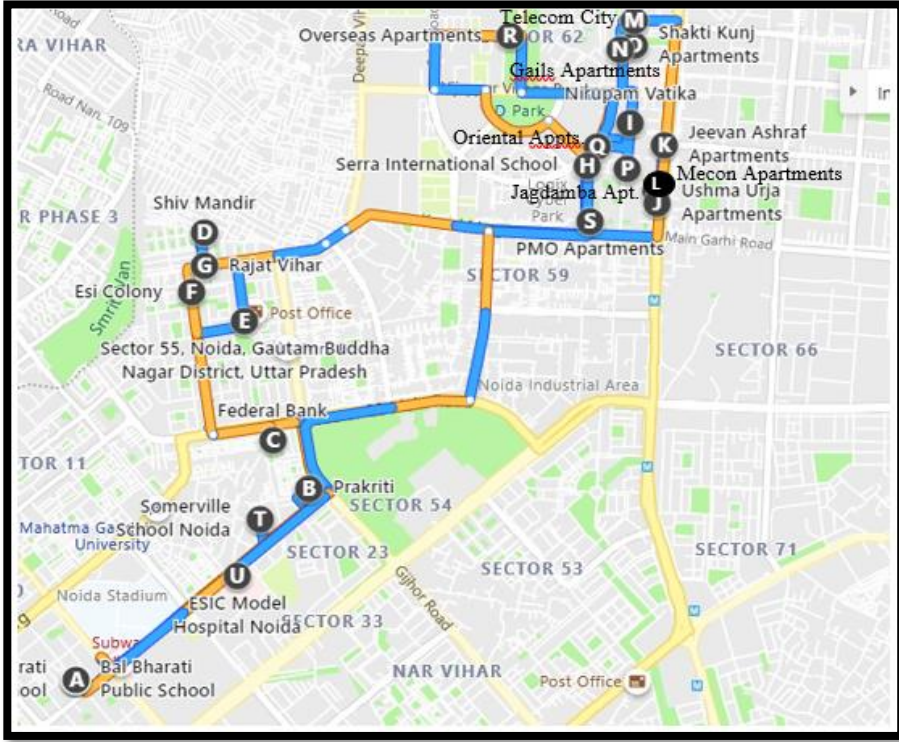 Telecom City M
Overseas Apartments R OR 62
N Shakti Kunj
Apartments
RA VIHAR
Gails Apartments
Nirupam Vatika
Road Nan. 109
D Park
I
Oriental Appts. Q
K Jeevan Ashraf
Apartments
Serra International School H
P
L Mecon Apartments
Jagdamba Apt.
J Ushma Urja
Apartments
Park
S
PMO Apartments
Main Garhi Road
R PHASE 3
Shiv Mandir
D
G Rajat Vihar
Esi Colony F
SECTOR 59
Smriti Van
E Post Office
Sector 55, Noida, Gautam Buddha
Nagar District, Uttar Pradesh
SECTOR 66
Noida Industrial Area
Federal Bank
C
TOR 11
B Prakriti
SECTOR 54
Somerville
School Noida T
Mahatma Ga
University
SECTOR 23
SECTOR 71
SECTOR 53
U
Noida Stadium
ESIC Model
Hospital Noida
SECTOR 33
Gijhor Road
Subwa
NAR VIHAR
rati
ool
A Bal Bharati
Public School
Post Office